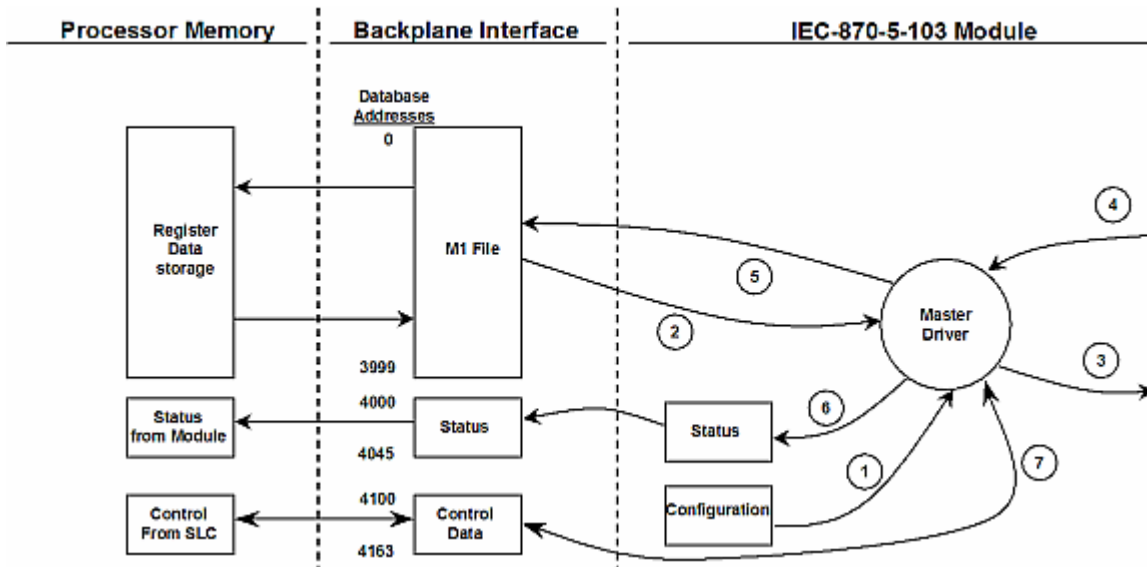 Processor Memory
Backplane Interface
IEC-870-5-103 Module
Database
Addresses
0
Register
Data
storage
M1 File
4
5
2
Master
Driver
3
3999
4000
Status
from Module
Status
Status
6
4045
1
7
4100
Control
From SLC
Control
Data
Configuration
4163